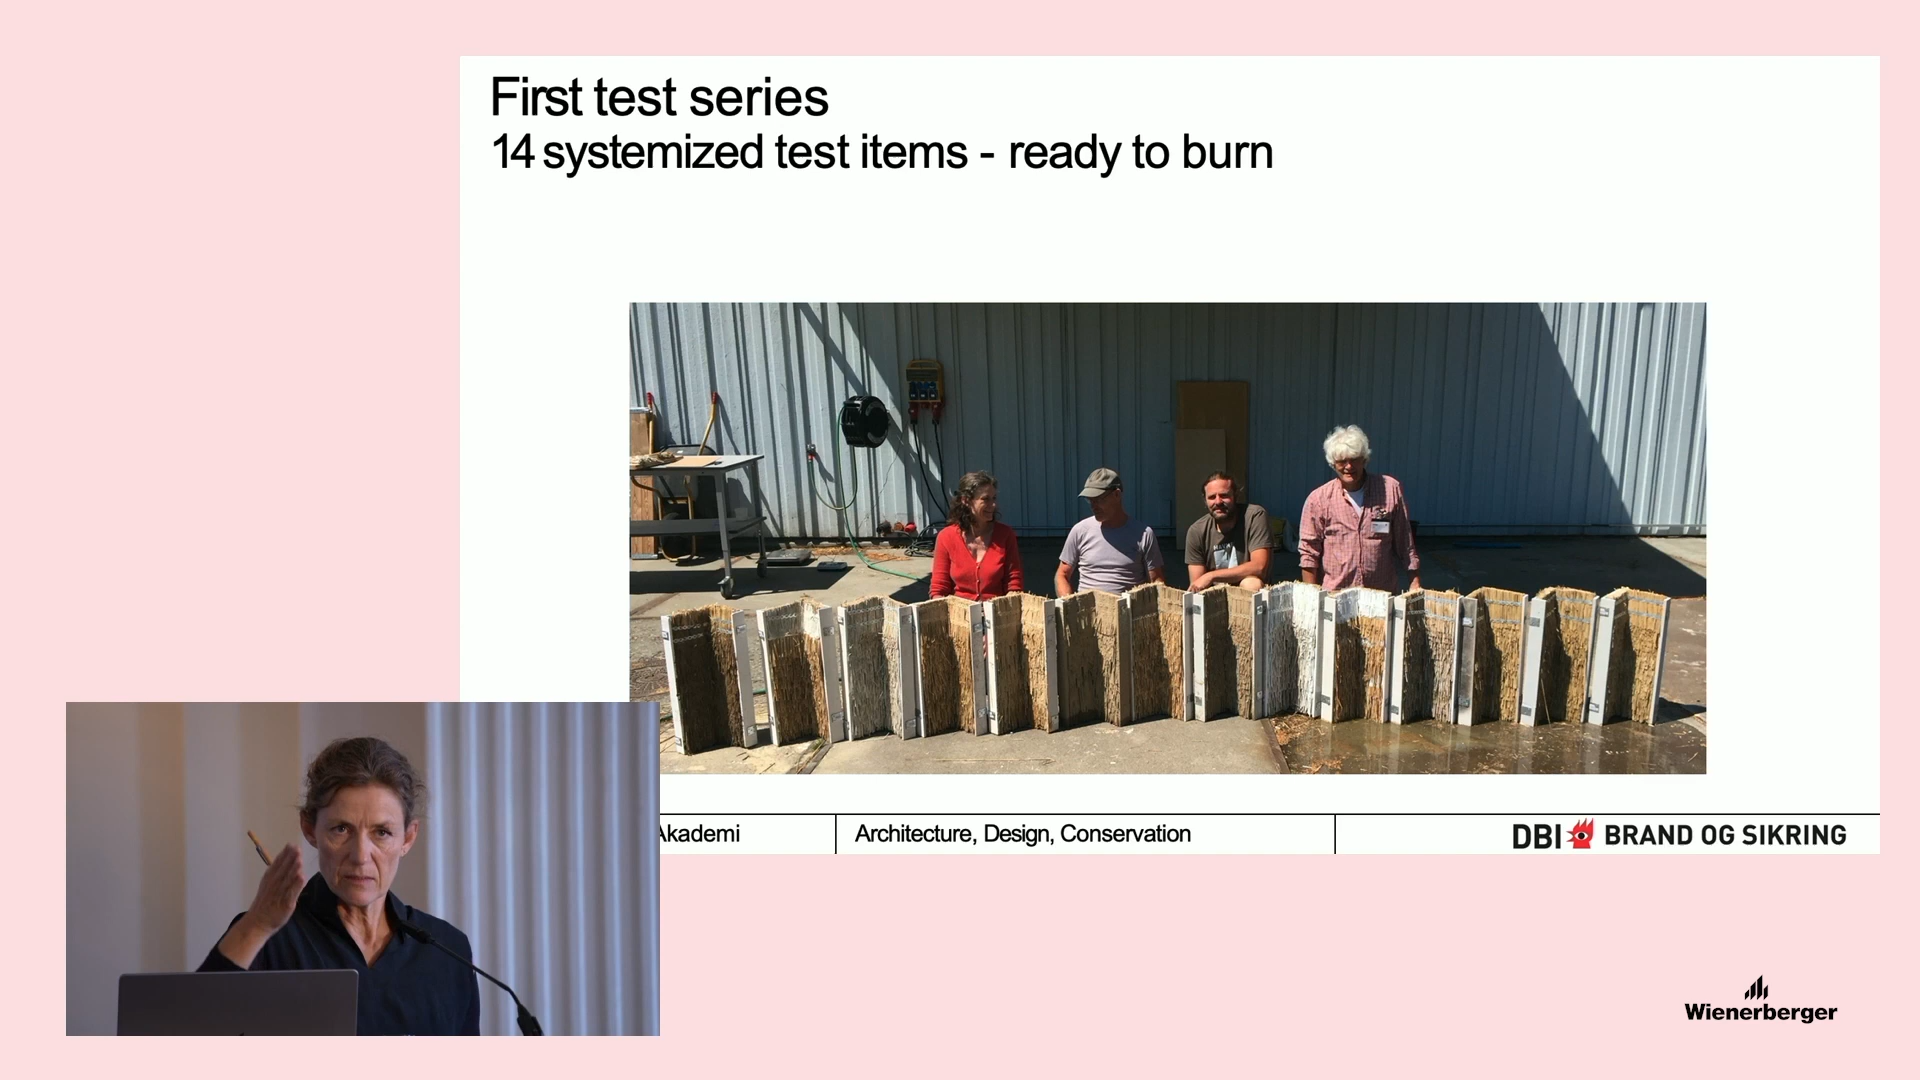 First test series
14 systemized test items - ready to burn
Akademi
Architecture, Design, Conservation
DBI BRAND OG SIKRING
Wienerberger